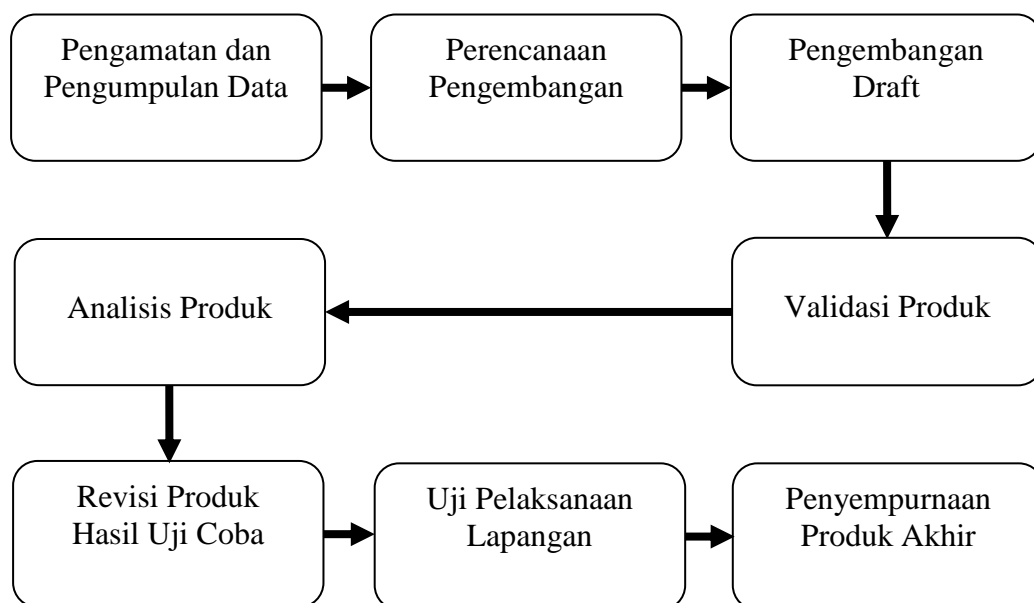 Pengamatan dan
Pengumpulan Data
Perencanaan
Pengembangan
Pengembangan
Draft
Validasi Produk
Analisis Produk
Revisi Produk
Hasil Uji Coba
Uji Pelaksanaan
Lapangan
Penyempurnaan
Produk Akhir